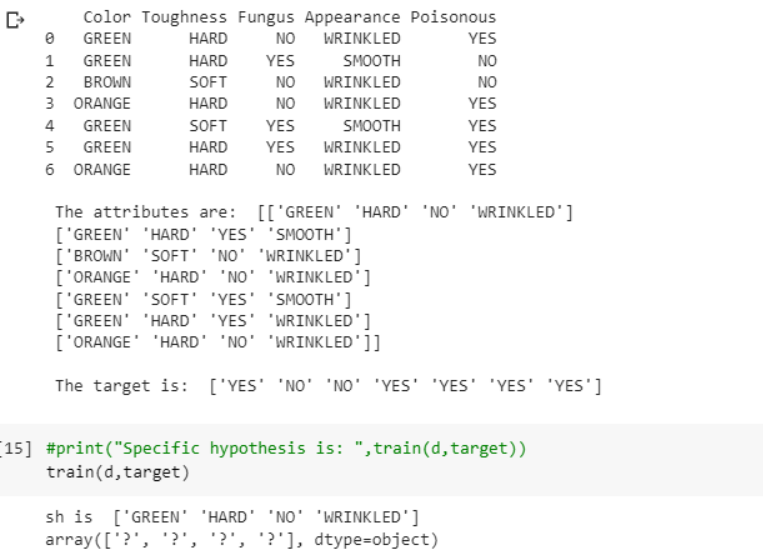 Color Toughness Fungus Appearance Poisonous
0 GREEN HARD NO WRINKLED YES
1 GREEN HARD YES SMOOTH NO
2 BROWN SOFT NO WRINKLED NO
3 ORANGE HARD NO WRINKLED YES
4 GREEN SOFT YES SMOOTH YES
5 GREEN HARD YES WRINKLED YES
6 ORANGE HARD NO WRINKLED YES
The attributes are:  [['GREEN' 'HARD' 'NO' 'WRINKLED']
['GREEN' 'HARD' 'YES' 'SMOOTH']
['BROWN' 'SOFT' 'NO' 'WRINKLED']
['ORANGE' 'HARD' 'NO' 'WRINKLED']
['GREEN' 'SOFT' 'YES' 'SMOOTH']
['GREEN' 'HARD' 'YES' 'WRINKLED']
['ORANGE' 'HARD' 'NO' 'WRINKLED']]
The target is:  ['YES' 'NO' 'NO' 'YES' 'YES' 'YES' 'YES']
[15] #print("Specific hypothesis is: ",train(d,target))
train(d,target)
sh is  ['GREEN' 'HARD' 'NO' 'WRINKLED']
array(['?', '?', '?', '?'], dtype=object)